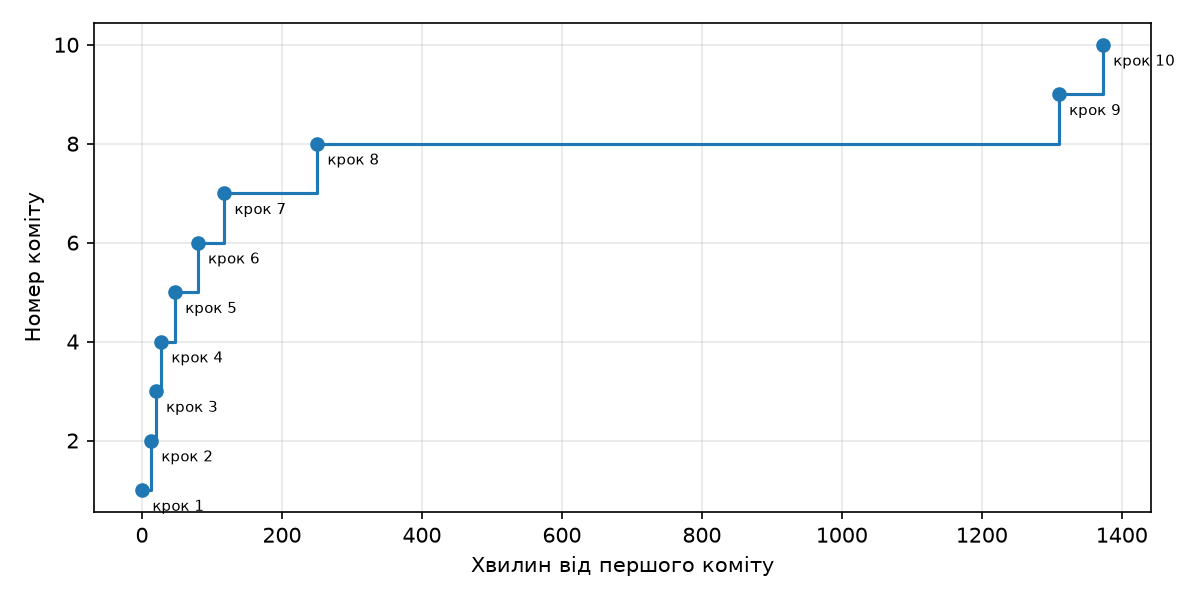 10
крок 10
крок 9
8
крок 8
крок 7
6
крок 6
крок 5
4
крок 4
крок 3
2
крок 2
крок 1
Номер коміту
0 200 400 600 800 1000 1200 1400
Хвилин від першого коміту